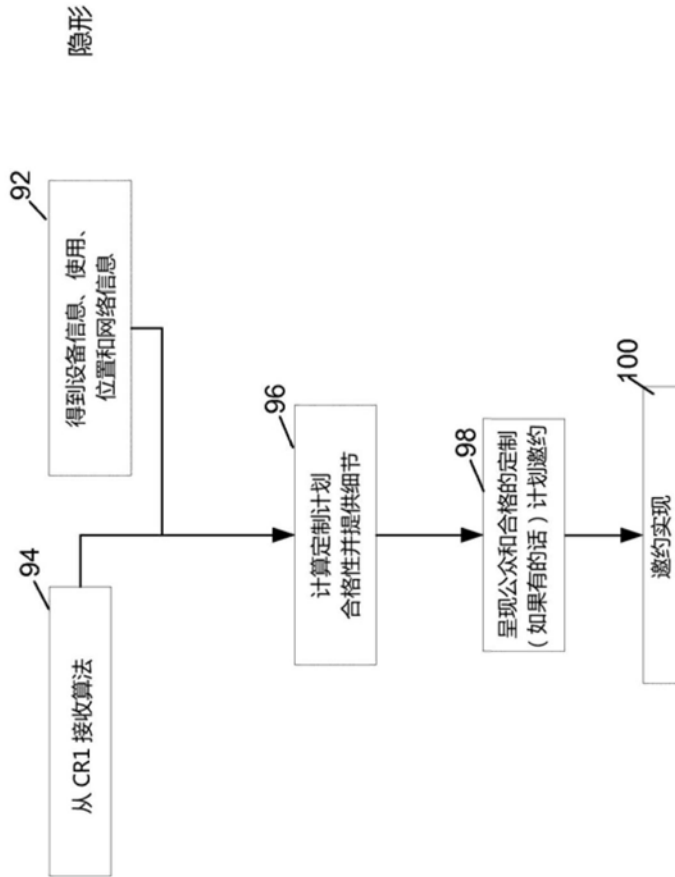 隐形
92
得到设备信息、使用、
位置和网络信息
94
从 CR1 接收算法
96
计算定制计划
合格性并提供细节
98
呈现公众和合格的定制
(如果有的话)计划邀约
100
邀约实现